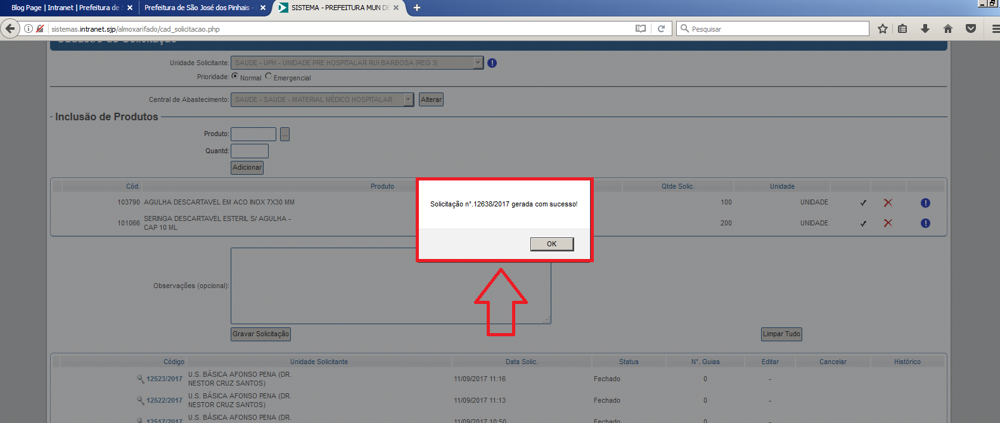 Blog Page | Intranet | Prefeitura de
Prefeitura de São José dos Pinhais -
SISTEMA - PREFEITURA MUN DE
sistemas.intranet.sjp/almoxarifado/cad_solicitacao.php
Pesquisar
Cadastro de Solicitação
Unidade Solicitante: SAUDE - UPH - UNIDADE PRE HOSPITALAR RUI BARBOSA |REG 3|
Prioridade: Normal Emergencial
Central de Abastecimento: SAUDE - SAUDE - MATERIAL MÉDICO HOSPITALAR Alterar
Inclusão de Produtos
Produto: ...
Quantd:
Adicionar
Cód. Produto Qtde Solic. Unidade
103790 AGULHA DESCARTAVEL EM ACO INOX 7X30 MM 100 UNIDADE
101066 SERINGA DESCARTAVEL ESTERIL S/ AGULHA -
CAP 10 ML 200 UNIDADE
Solicitação n°.12638/2017 gerada com sucesso!
OK
Observações (opcional):
Gravar Solicitação Limpar Tudo
Código Unidade Solicitante Data Solic. Status N°. Guias Editar Cancelar Histórico
12523/2017 U.S. BÁSICA AFONSO PENA (DR.
NESTOR CRUZ SANTOS) 11/09/2017 11:16 Fechado 0 -
12522/2017 U.S. BÁSICA AFONSO PENA (DR.
NESTOR CRUZ SANTOS) 11/09/2017 11:13 Fechado 0 -
12517/2017 U.S. BÁSICA AFONSO PENA (DR. 11/09/2017 10:50 Fechado 0 -